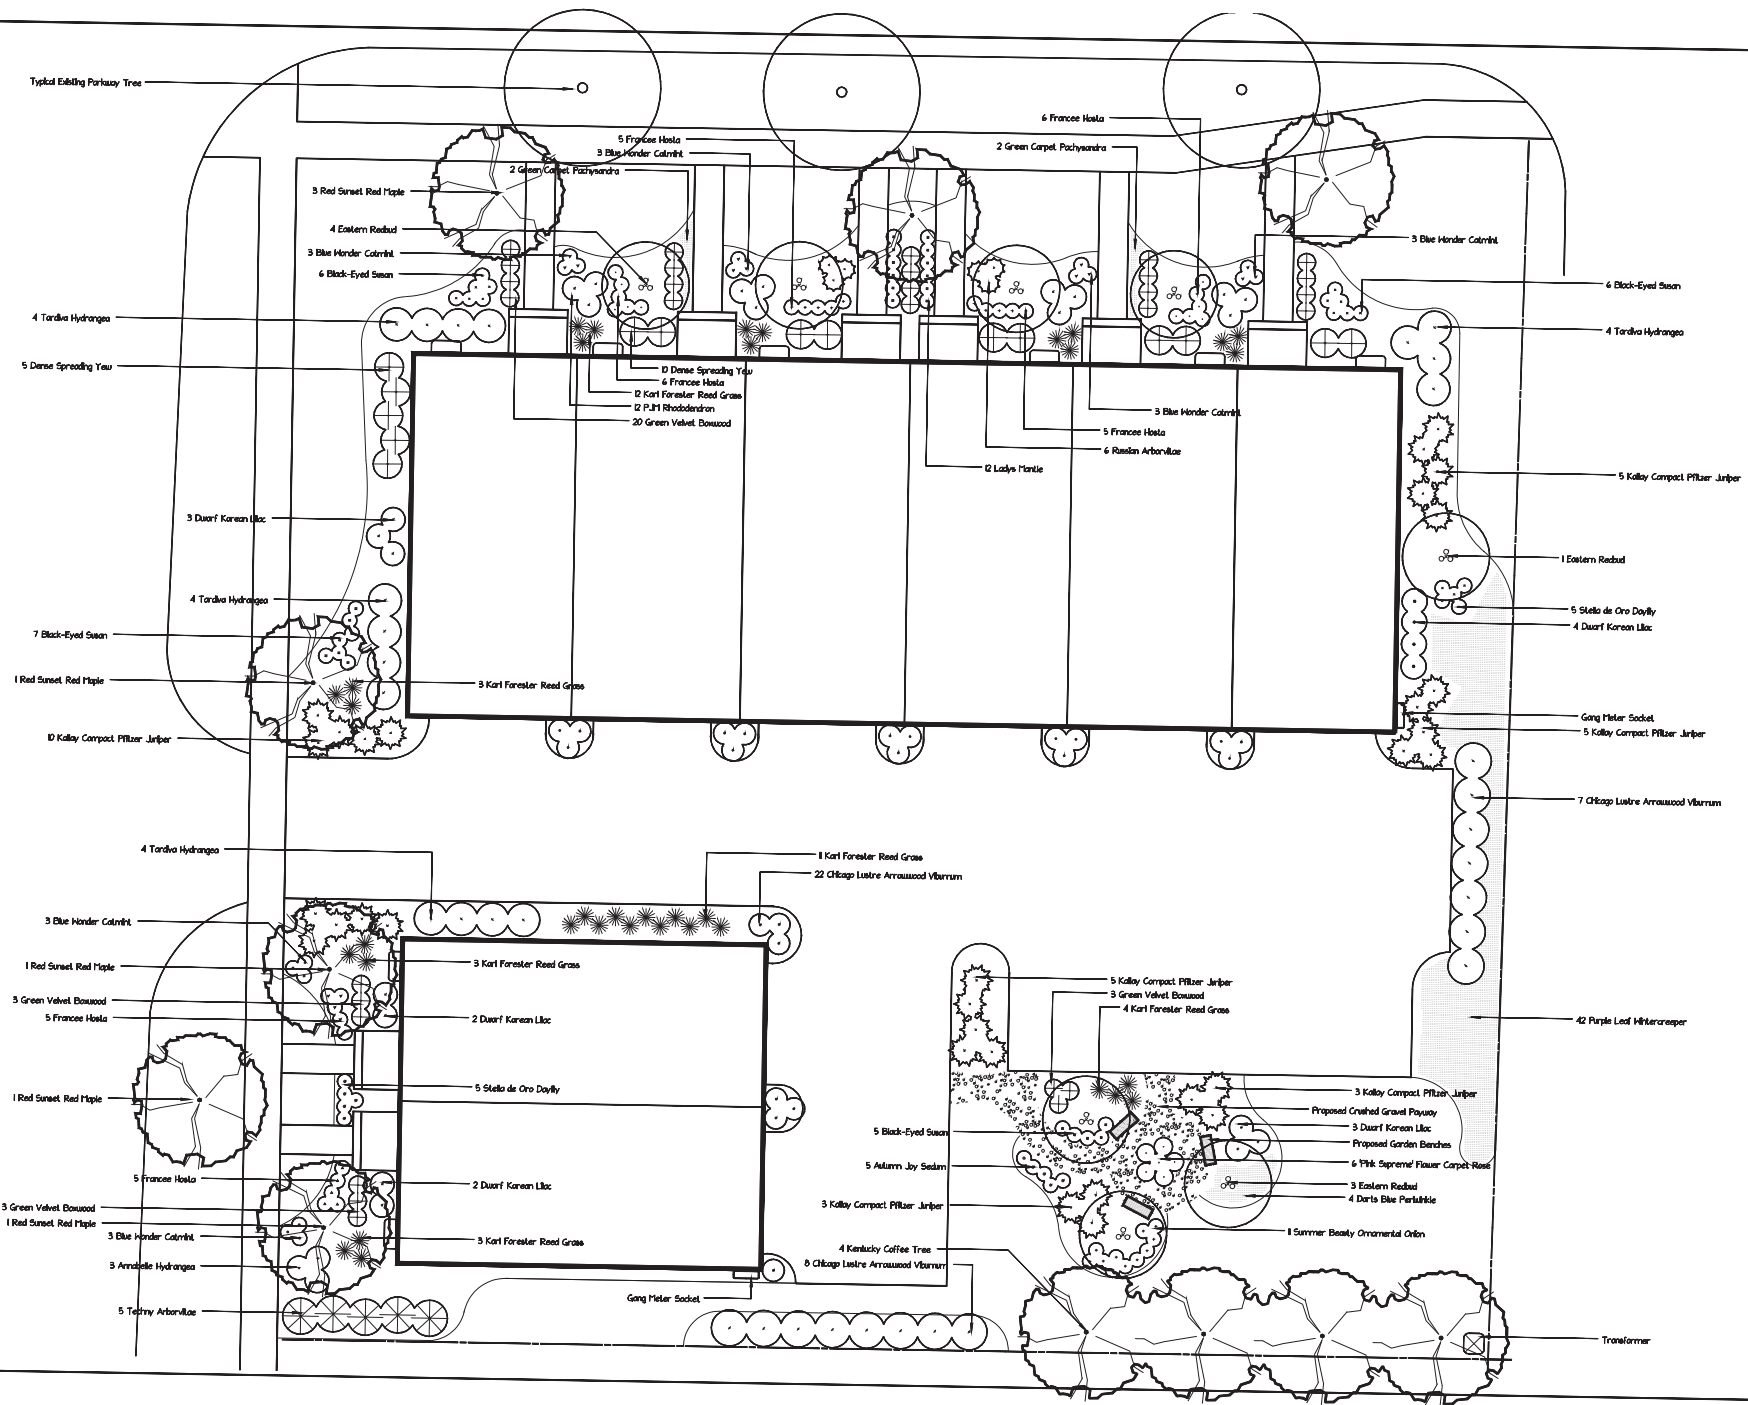 Typical Existing Parkway Tree
6 Francee Hosta
5 Francee Hosta
2 Green Carpet Pachysandra
3 Blue Wonder Catmint
2 Green Carpet Pachysandra
3 Red Sunset Red Maple
4 Eastern Redbud
3 Blue Wonder Catmint
3 Blue Wonder Catmint
6 Black-Eyed Susan
6 Black-Eyed Susan
4 Tardiva Hydrangea
4 Tardiva Hydrangea
5 Dense Spreading Yew
10 Dense Spreading Yew
6 Francee Hosta
12 Karl Forester Reed Grass
12 PJM Rhododendron
20 Green Velvet Boxwood
3 Blue Wonder Catmint
5 Francee Hosta
6 Russian Arborvitae
12 Ladys Mantle
5 Kallay Compact Pfitzer Juniper
3 Dwarf Korean Lilac
1 Eastern Redbud
4 Tardiva Hydrangea
5 Stella de Oro Daylily
4 Dwarf Korean Lilac
7 Black-Eyed Susan
1 Red Sunset Red Maple
3 Karl Forester Reed Grass
Gang Meter Socket
5 Kallay Compact Pfitzer Juniper
10 Kallay Compact Pfitzer Juniper
7 Chicago Lustre Arrowwood Viburnum
4 Tardiva Hydrangea
11 Karl Forester Reed Grass
22 Chicago Lustre Arrowwood Viburnum
3 Blue Wonder Catmint
1 Red Sunset Red Maple
3 Karl Forester Reed Grass
5 Kallay Compact Pfitzer Juniper
3 Green Velvet Boxwood
4 Karl Forester Reed Grass
3 Green Velvet Boxwood
5 Francee Hosta
2 Dwarf Korean Lilac
42 Purple Leaf Wintercreeper
5 Stella de Oro Daylily
1 Red Sunset Red Maple
3 Kallay Compact Pfitzer Juniper
Proposed Crushed Gravel Payway
3 Dwarf Korean Lilac
5 Black-Eyed Susan
Proposed Garden Benches
5 Autumn Joy Sedum
6 'Pink Supreme' Flower Carpet Rose
5 Francee Hosta
2 Dwarf Korean Lilac
3 Eastern Redbud
4 Darts Blue Periwinkle
3 Green Velvet Boxwood
3 Kallay Compact Pfitzer Juniper
1 Red Sunset Red Maple
3 Blue Wonder Catmint
3 Karl Forester Reed Grass
11 Summer Beauty Ornamental Onion
4 Kentucky Coffee Tree
3 Annabelle Hydrangea
8 Chicago Lustre Arrowwood Viburnum
Gang Meter Socket
5 Techny Arborvitae
Transformer